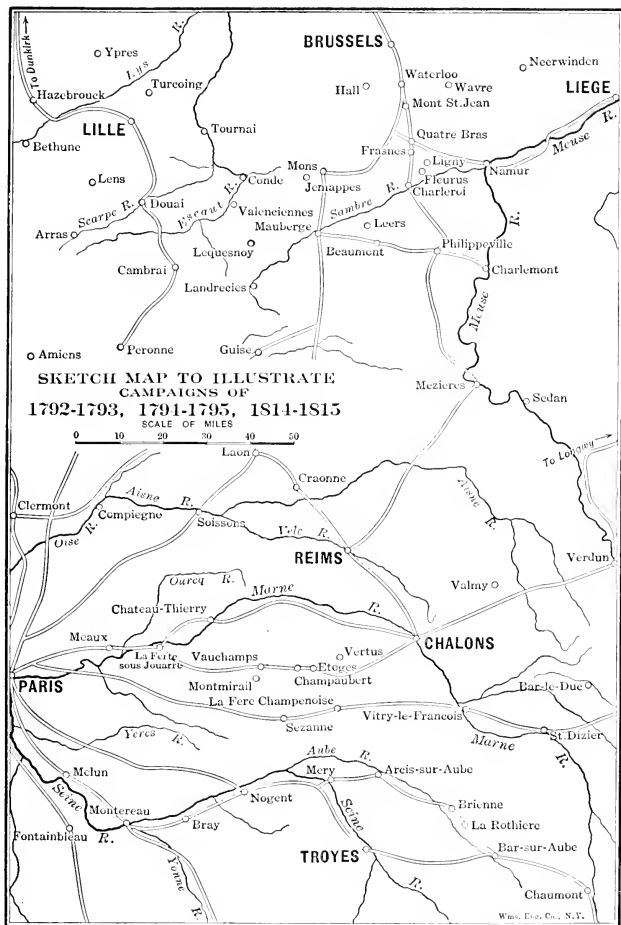 To Dunkirk
Ypres
Lys R.
Turcoing
Hazebrouck
LILLE
Tournai
Bethune
Lens
BRUSSELS
Waterloo
Hall
Wavre
Neerwinden
Mont St. Jean
LIEGE
Quatre Bras
Meuse R.
Frasnes
Ligny
Namur
Mons
Jemappes
Fleurus
Charleroi
Conde
Sambre R.
Scarpe R.
Douai
Escaut R.
Valenciennes
Mauberge
Leers
R.
Arras
Lequesnoy
Beaumont
Philippeville
Cambrai
Charlemont
Landrecies
Meuse
Amiens
Peronne
Guise
Mezieres
Sedan
SKETCH MAP TO ILLUSTRATE
CAMPAIGNS OF
1792-1793, 1794-1795, 1814-1815
SCALE OF MILES
0 10 20 30 40 50
To Longwy
Laon
Craonne
Aisne R.
Aisne R.
Clermont
Compiegne
Soissons
Oise R.
Vele R.
REIMS
Verdun
Ourcq R.
Marne R.
Valmy
Chateau-Thierry
Meaux
La Ferte
sous Jouarre
Vauchamps
Vertus
CHALONS
Etoges
PARIS
Montmirail
Champaubert
Bar-le-Duc
La Fere Champenoise
Vitry-le-Francois
Sezanne
St. Dizier
Marne R.
Yeres R.
Aube R.
Melun
Mery
Arcis-sur-Aube
Seine R.
Montereau
Nogent
Brienne
Bray
Seine R.
La Rothiere
Fontainbleau
TROYES
Bar-sur-Aube
Yonne R.
Chaumont
Wms. Eng. Co., N.Y.